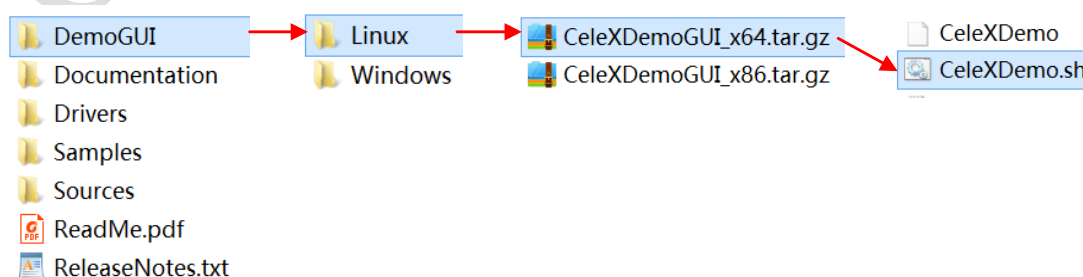 DemoGUI
Documentation
Drivers
Samples
Sources
ReadMe.pdf
ReleaseNotes.txt
Linux
Windows
CeleXDemoGUI_x64.tar.gz
CeleXDemoGUI_x86.tar.gz
CeleXDemo
CeleXDemo.sh